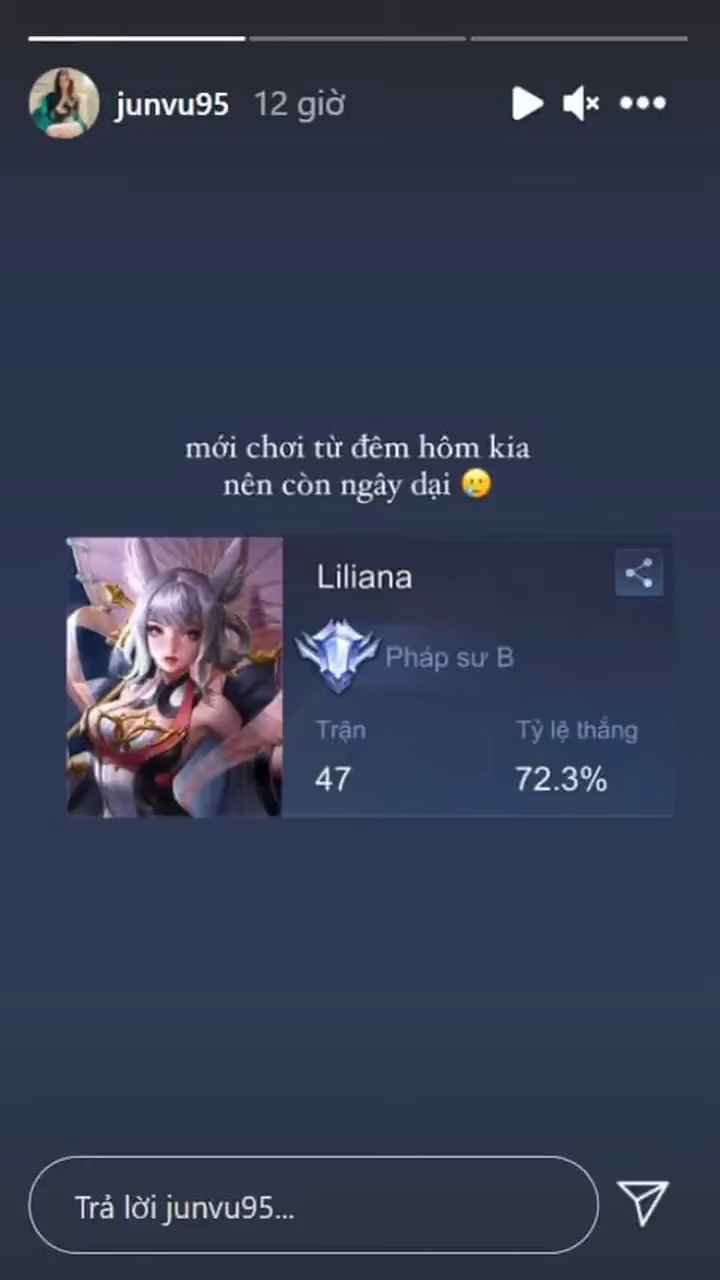 junvu95 12 giờ
mới chơi từ đêm hôm kia
nên còn ngây dại 🥲
Liliana
Pháp sư B
Trận Tỷ lệ thắng
47 72.3%
Trả lời junvu95...